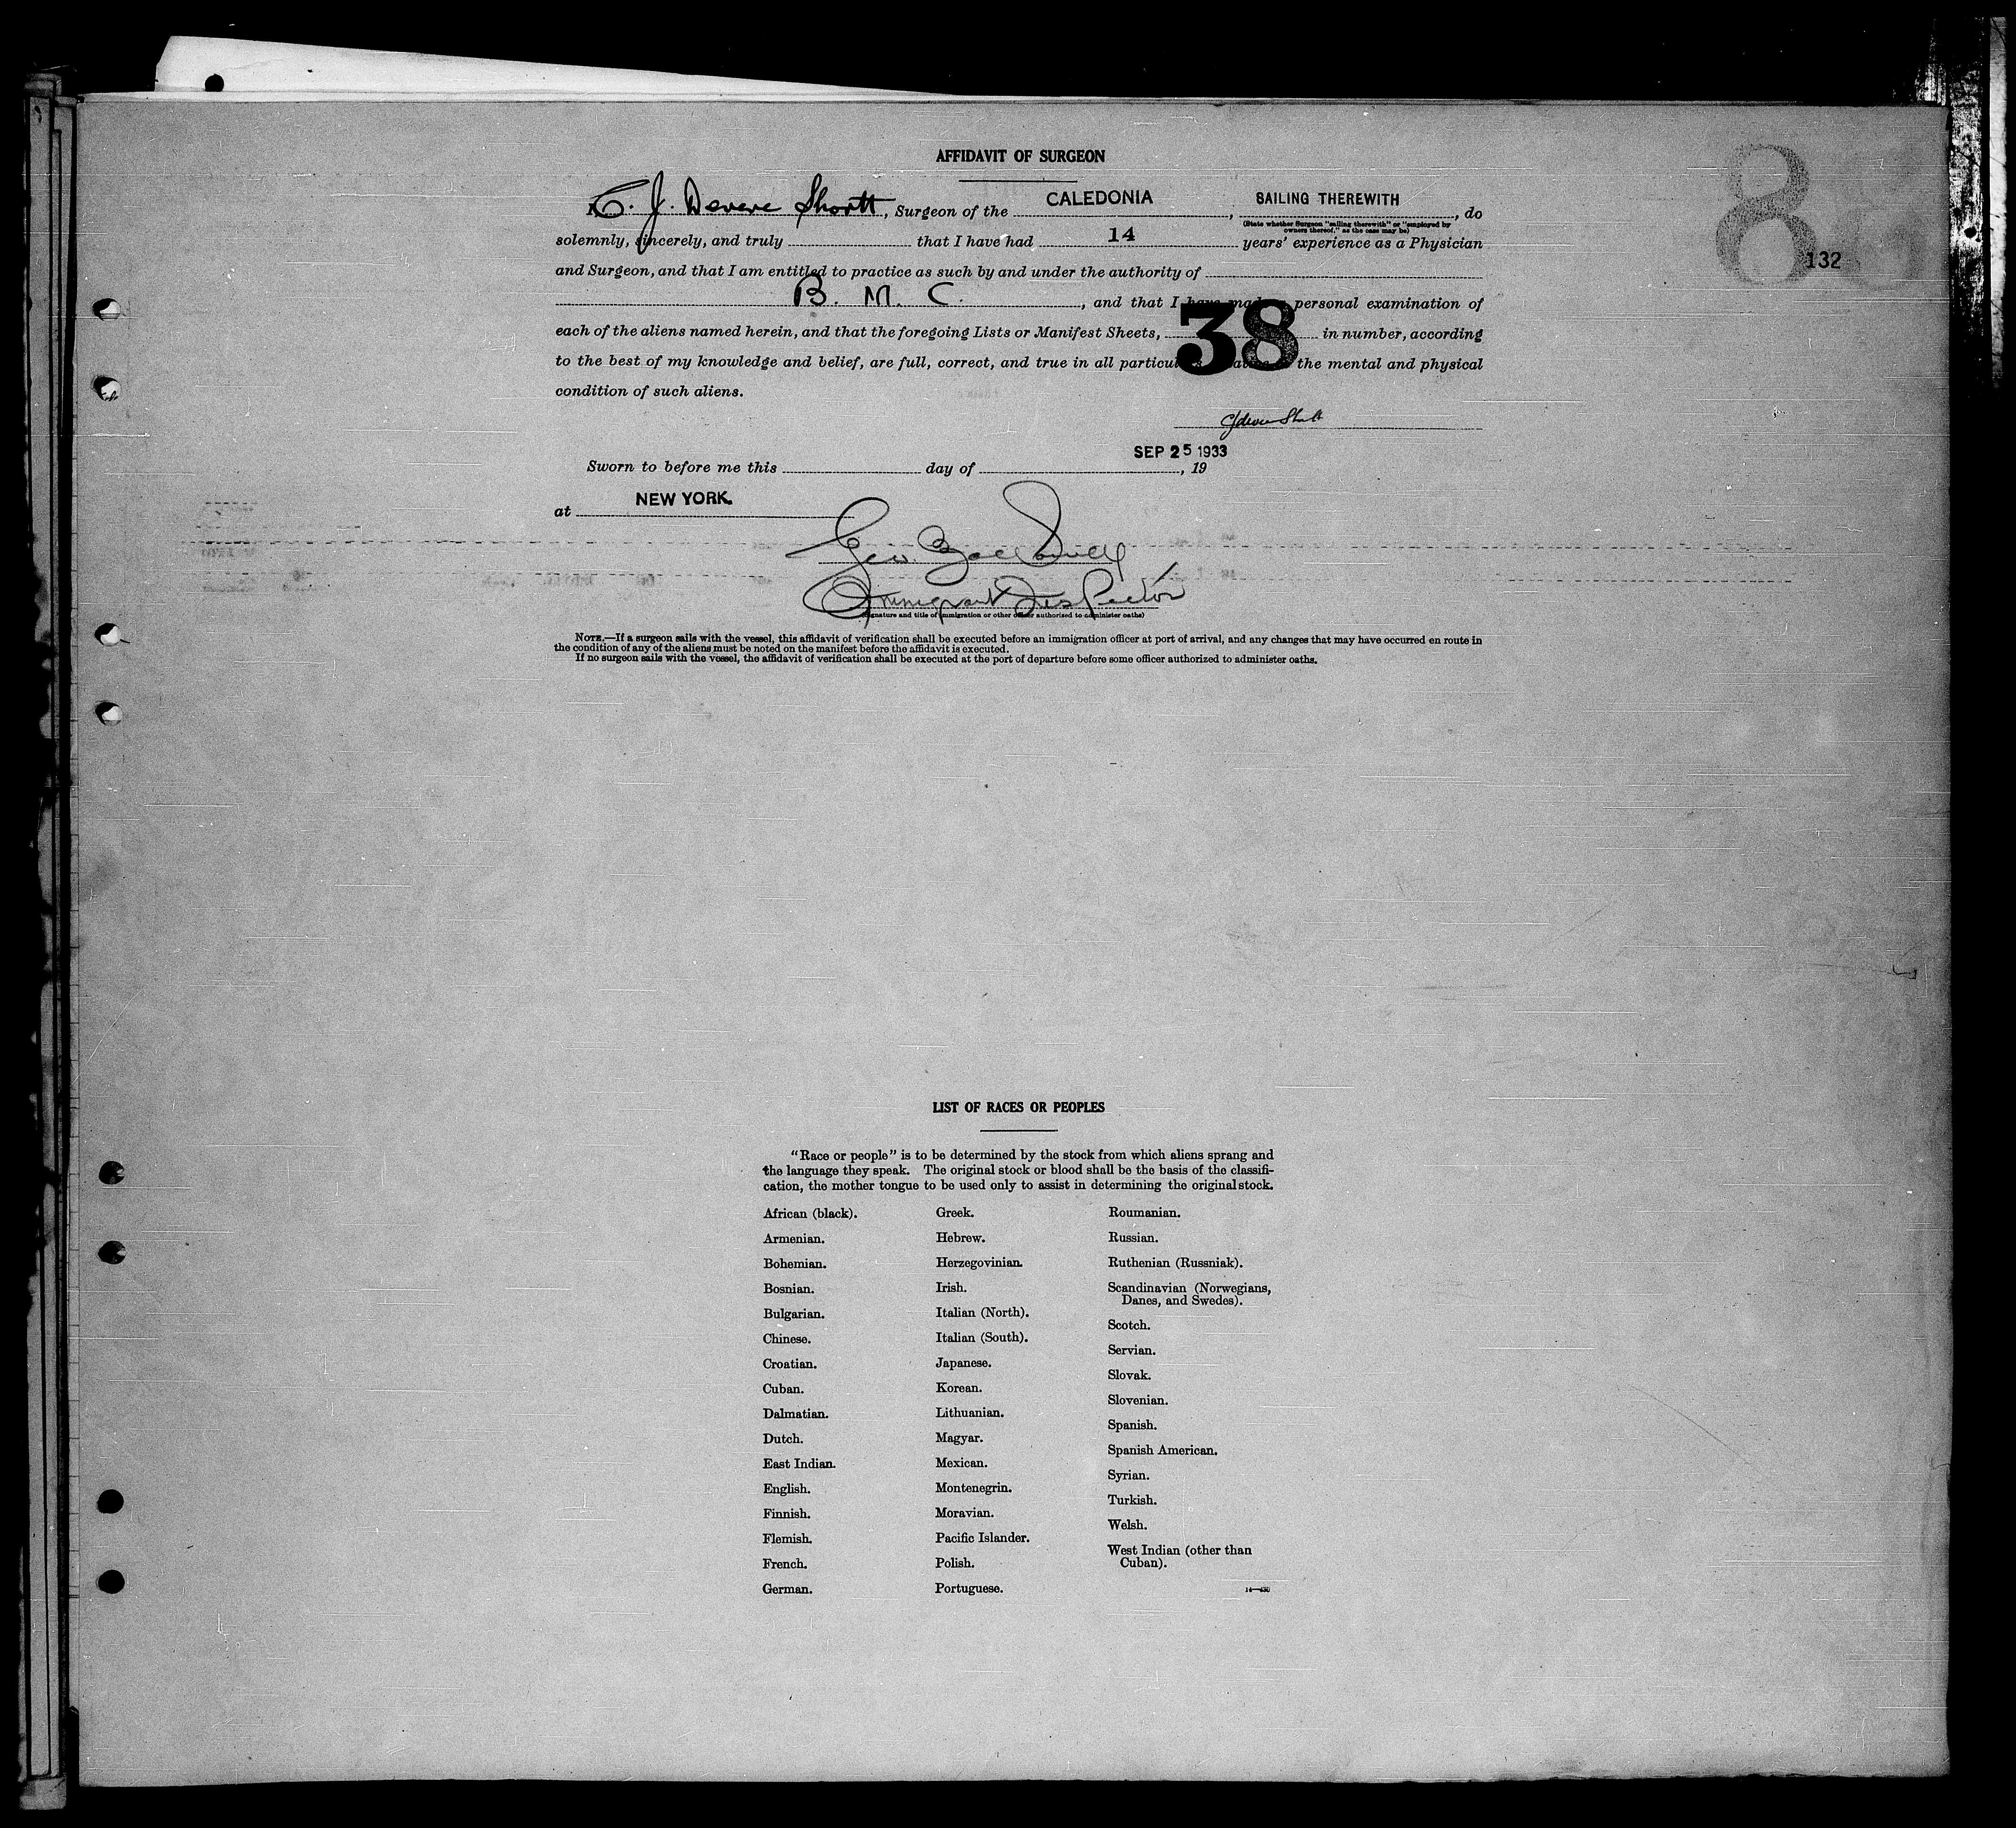 AFFIDAVIT OF SURGEON
C. J. Devere Shortt, Surgeon of the CALEDONIA, SAILING THEREWITH, do
(State whether Surgeon "sailing therewith" or "employed by
owners thereof," as the case may be)
solemnly, sincerely, and truly that I have had 14 years' experience as a Physician
and Surgeon, and that I am entitled to practice as such by and under the authority of
B. M. C., and that I have made personal examination of
each of the aliens named herein, and that the foregoing Lists or Manifest Sheets, 38 in number, according
to the best of my knowledge and belief, are full, correct, and true in all particulars the mental and physical
condition of such aliens.
SEP 25 1933
Sworn to before me this day of , 19
at NEW YORK.
Geo.
Immigrant Inspector
(Signature and title of immigration or other officer authorized to administer oaths)
NOTE.—If a surgeon sails with the vessel, this affidavit of verification shall be executed before an immigration officer at port of arrival, and any changes that may have occurred en route in
the condition of any of the aliens must be noted on the manifest before the affidavit is executed.
If no surgeon sails with the vessel, the affidavit of verification shall be executed at the port of departure before some officer authorized to administer oaths.
8
132
LIST OF RACES OR PEOPLES
"Race or people" is to be determined by the stock from which aliens sprang and
the language they speak. The original stock or blood shall be the basis of the classifi-
cation, the mother tongue to be used only to assist in determining the original stock.
African (black).
Armenian.
Bohemian.
Bosnian.
Bulgarian.
Chinese.
Croatian.
Cuban.
Dalmatian.
Dutch.
East Indian.
English.
Finnish.
Flemish.
French.
German.
Greek.
Hebrew.
Herzegovinian.
Irish.
Italian (North).
Italian (South).
Japanese.
Korean.
Lithuanian.
Magyar.
Mexican.
Montenegrin.
Moravian.
Pacific Islander.
Polish.
Portuguese.
Roumanian.
Russian.
Ruthenian (Russniak).
Scandinavian (Norwegians,
Danes, and Swedes).
Scotch.
Servian.
Slovak.
Slovenian.
Spanish.
Spanish American.
Syrian.
Turkish.
Welsh.
West Indian (other than
Cuban).